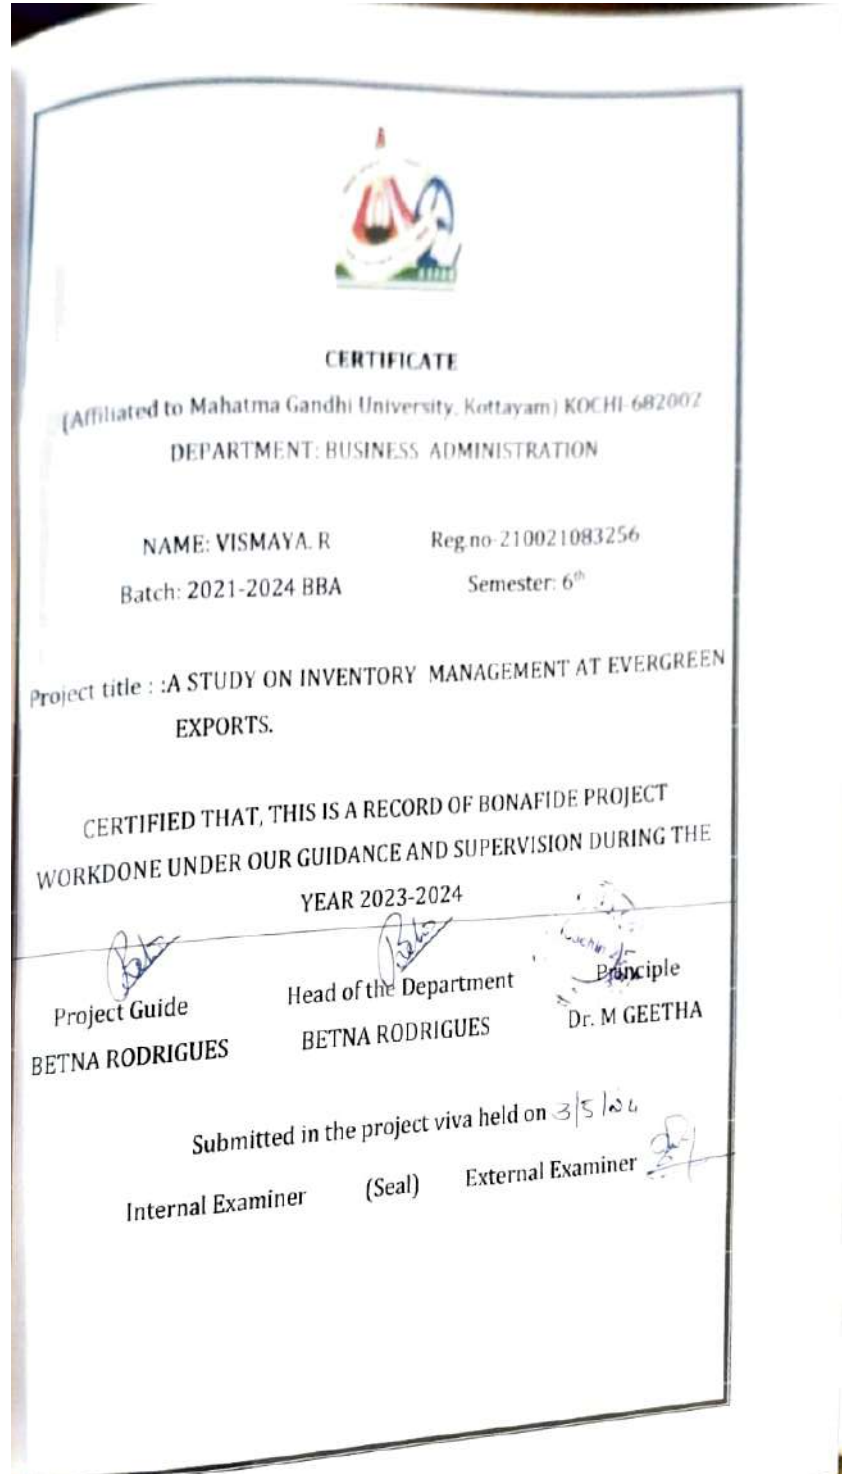 CERTIFICATE
(Affiliated to Mahatma Gandhi University, Kottayam) KOCHI-682002
DEPARTMENT: BUSINESS ADMINISTRATION
NAME: VISMAYA. R Reg.no-210021083256
Batch: 2021-2024 BBA Semester: 6th
Project title : :A STUDY ON INVENTORY MANAGEMENT AT EVERGREEN
EXPORTS.
CERTIFIED THAT, THIS IS A RECORD OF BONAFIDE PROJECT
WORKDONE UNDER OUR GUIDANCE AND SUPERVISION DURING THE
YEAR 2023-2024
Project Guide Head of the Department Principle
BETNA RODRIGUES BETNA RODRIGUES Dr. M GEETHA
Submitted in the project viva held on 3/5/24
Internal Examiner (Seal) External Examiner